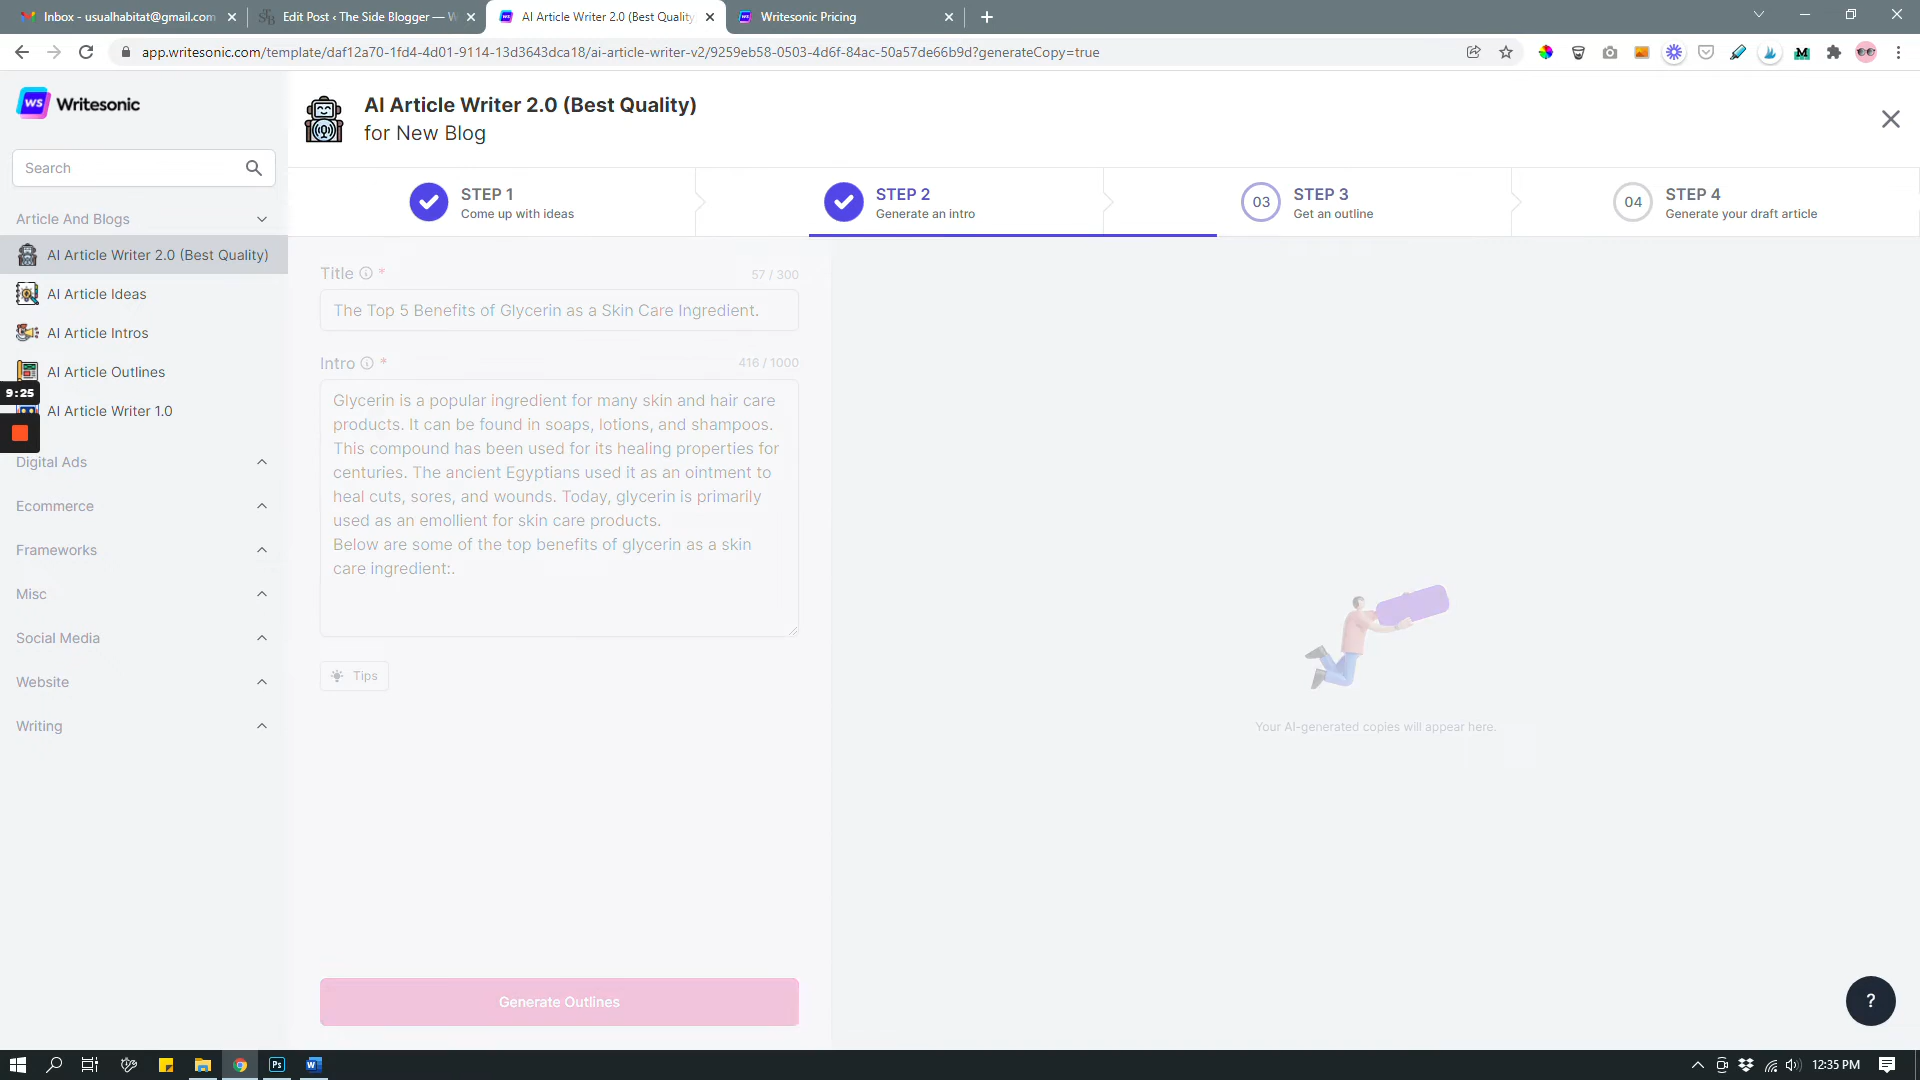 Inbox - usualhabitat@gmail.com
Edit Post ‹ The Side Blogger — W
AI Article Writer 2.0 (Best Quality)
Writesonic Pricing
app.writesonic.com/template/daf12a70-1fd4-4d01-9114-13d3643dca18/ai-article-writer-v2/9259eb58-0503-4d6f-84ac-50a57de66b9d?generateCopy=true
WS Writesonic
AI Article Writer 2.0 (Best Quality)
for New Blog
Search
STEP 1
Come up with ideas
STEP 2
Generate an intro
03
STEP 3
Get an outline
04
STEP 4
Generate your draft article
Article And Blogs
AI Article Writer 2.0 (Best Quality)
AI Article Ideas
AI Article Intros
AI Article Outlines
9:25
AI Article Writer 1.0
Digital Ads
Ecommerce
Frameworks
Misc
Social Media
Website
Writing
Title *
57 / 300
The Top 5 Benefits of Glycerin as a Skin Care Ingredient.
Intro *
416 / 1000
Glycerin is a popular ingredient for many skin and hair care
products. It can be found in soaps, lotions, and shampoos.
This compound has been used for its healing properties for
centuries. The ancient Egyptians used it as an ointment to
heal cuts, sores, and wounds. Today, glycerin is primarily
used as an emollient for skin care products.
Below are some of the top benefits of glycerin as a skin
care ingredient:.
Tips
Your AI-generated copies will appear here.
Generate Outlines
?
Ps
12:35 PM